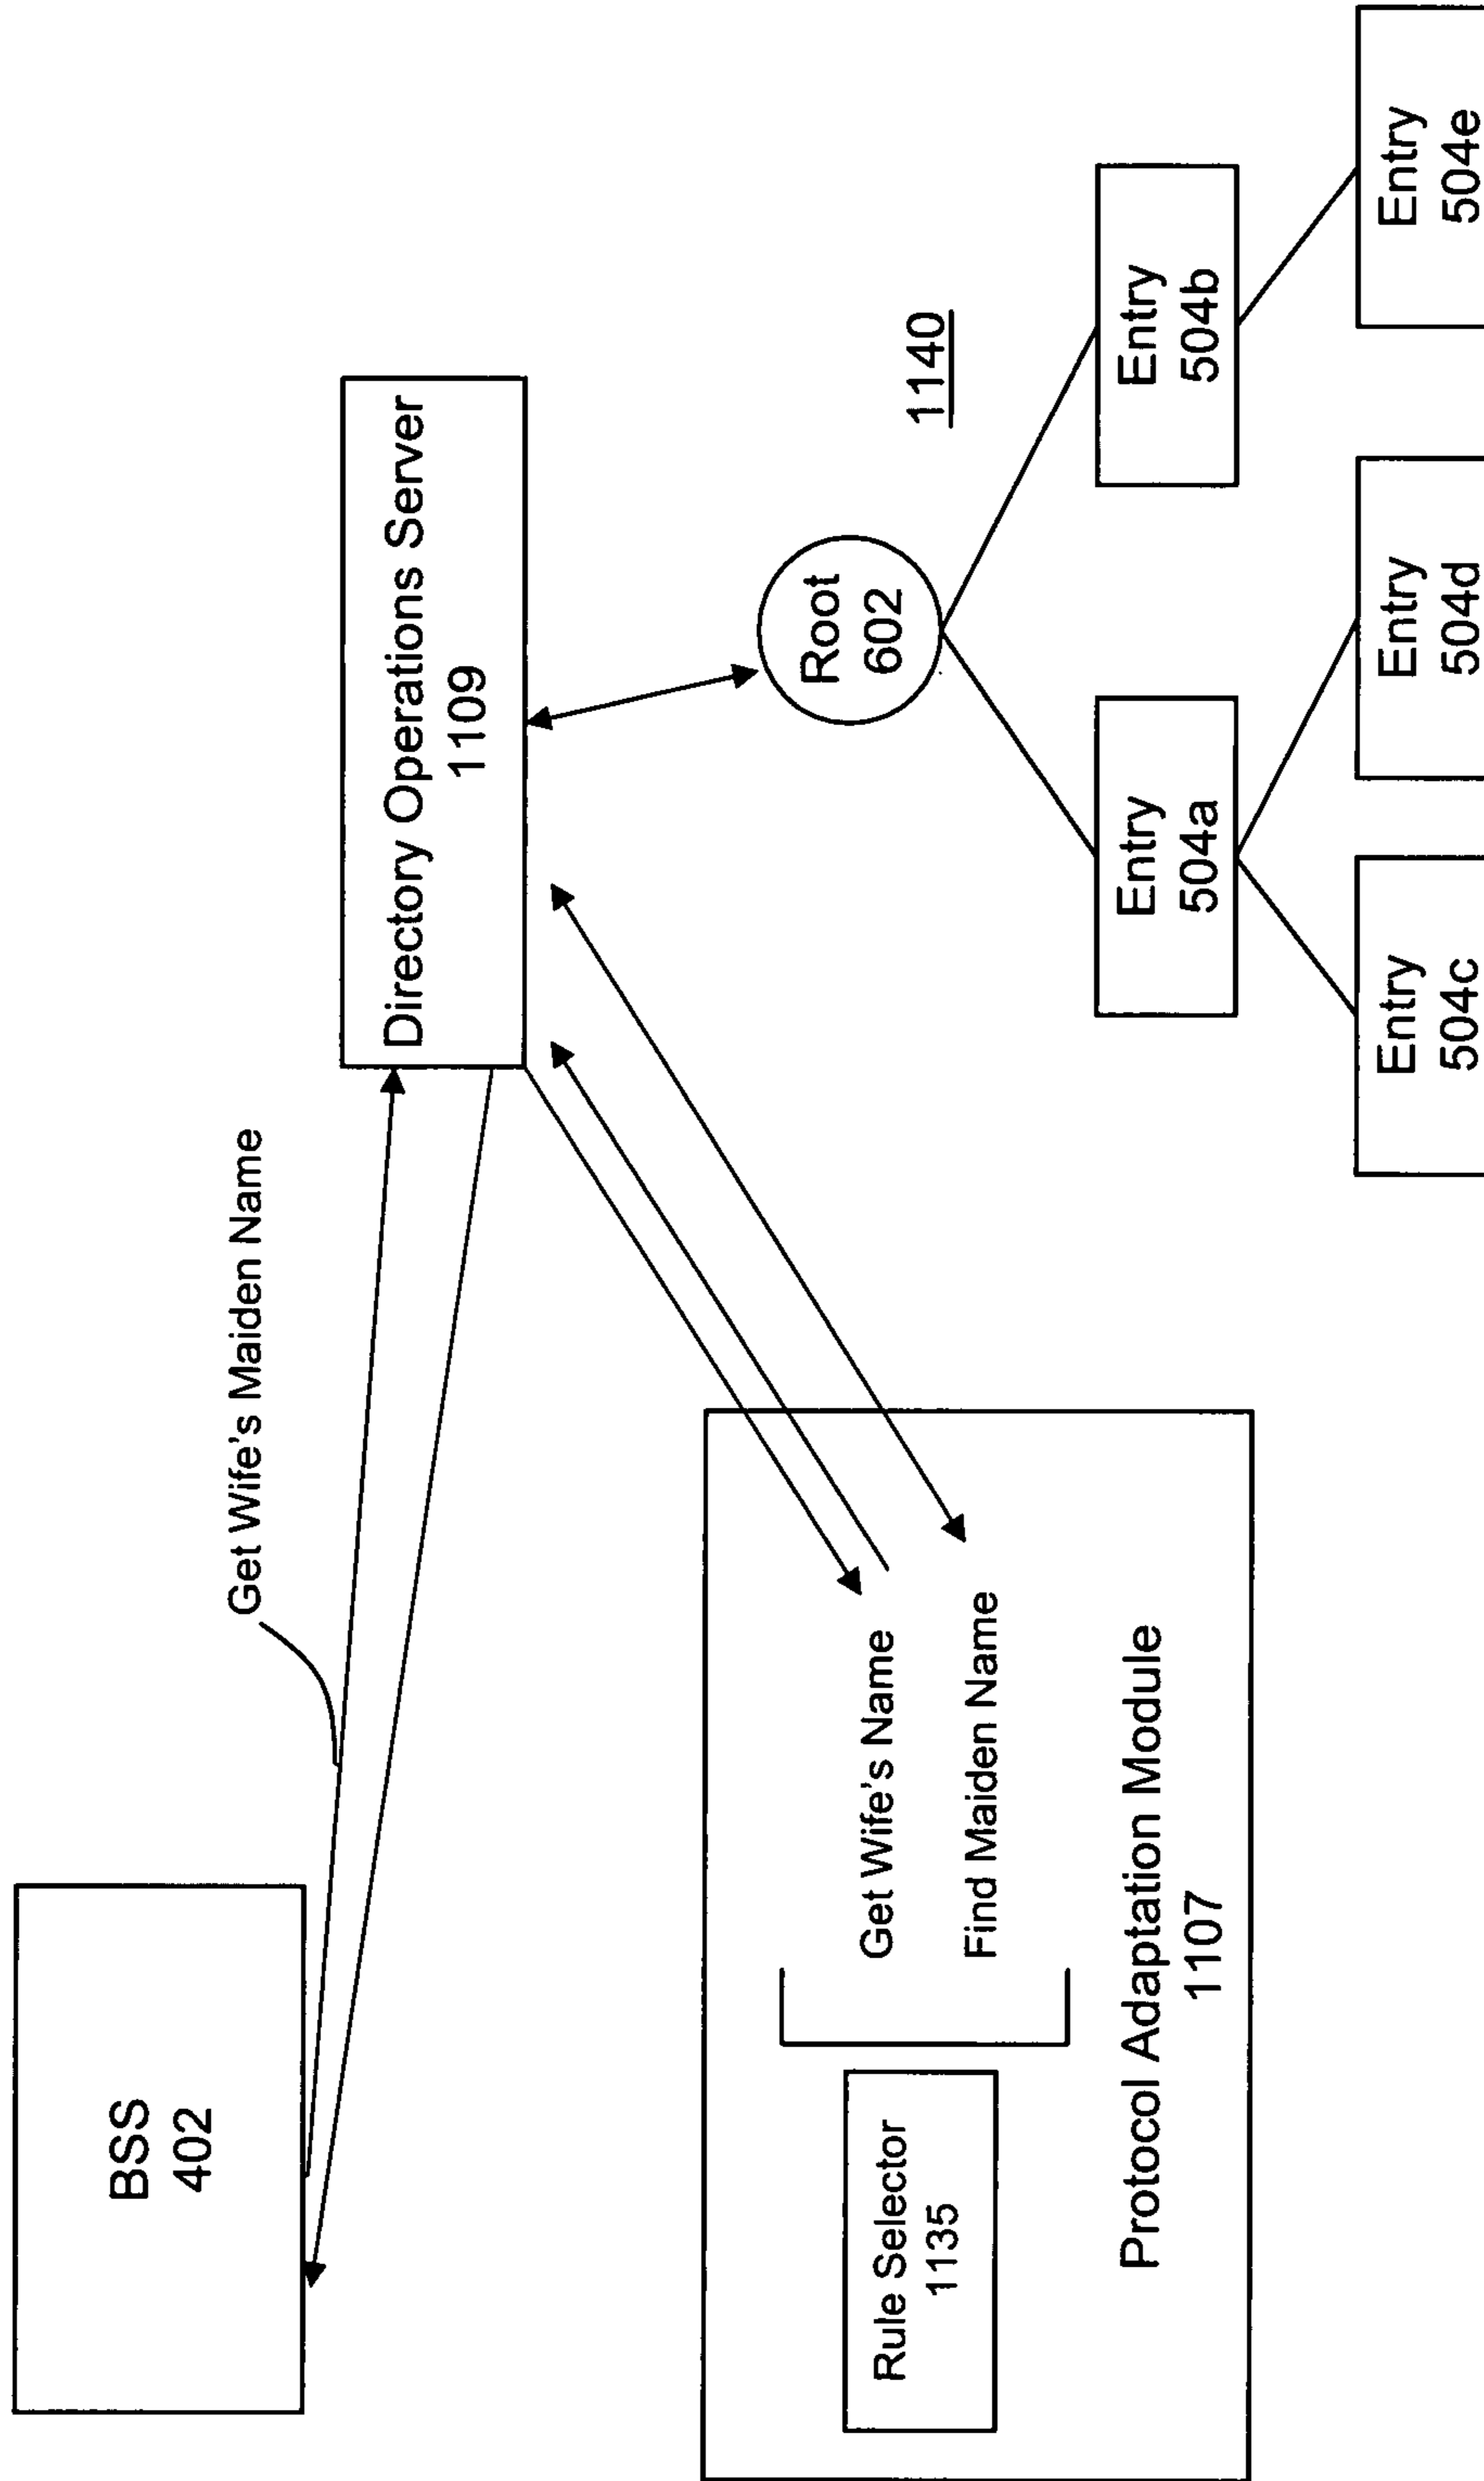 BSS
402
Get Wife's Maiden Name
Directory Operations Server
1109
Rule Selector
1135
Get Wife's Name
Find Maiden Name
Protocol Adaptation Module
1107
Root
602
1140
Entry
504a
Entry
504b
Entry
504c
Entry
504d
Entry
504e